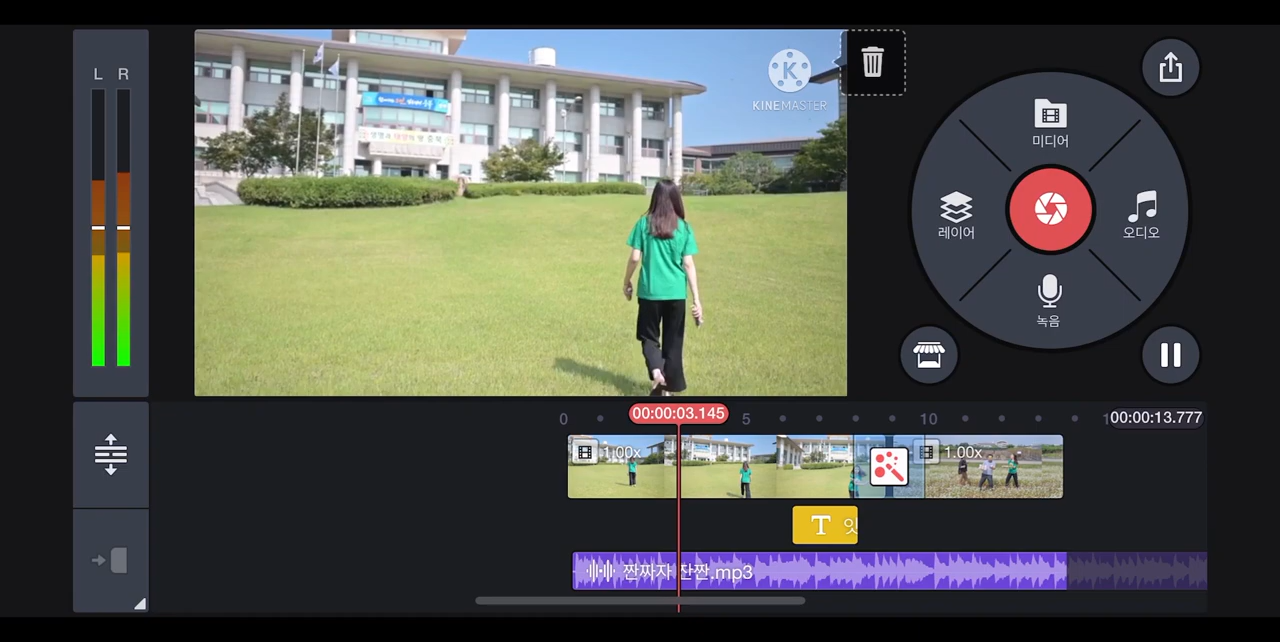 L R
K
KINEMASTER
미디어
레이어
오디오
녹음
0
00:00:03.145
5
10
00:00:13.777
1.00x
1.00x
T
짠짜자 잔짠.mp3